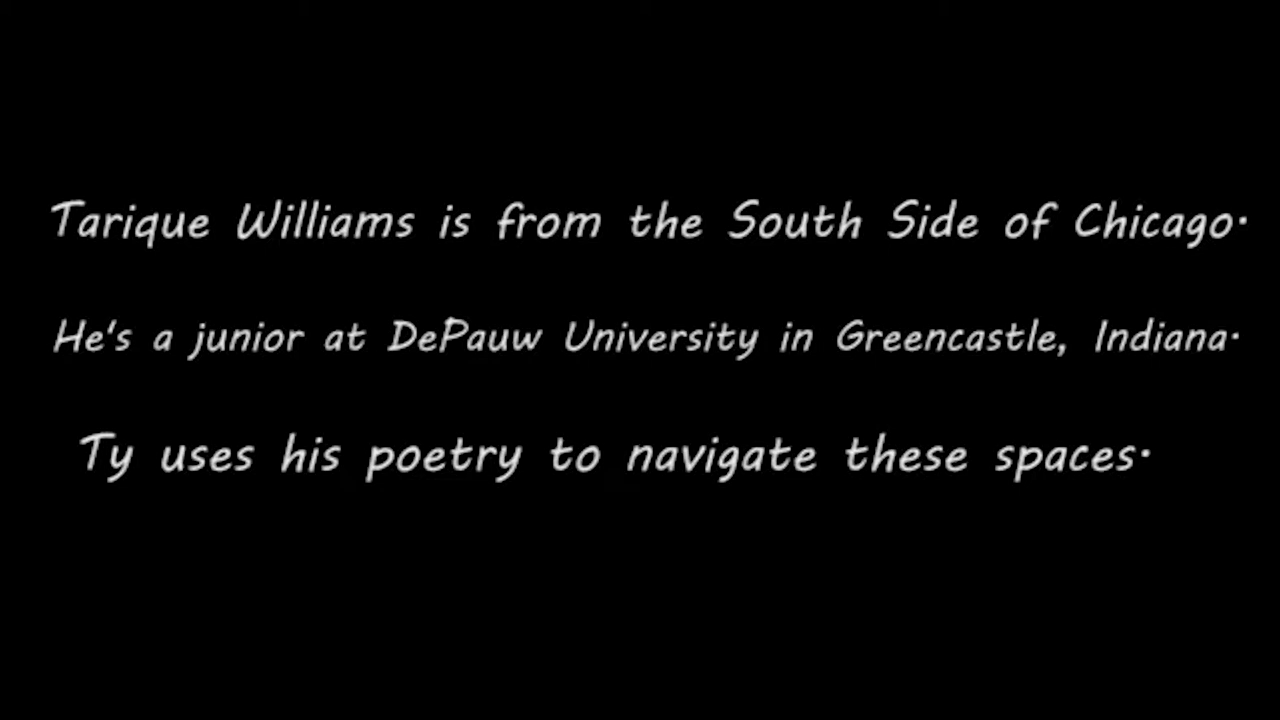 Tarique Williams is from the South Side of Chicago.
He's a junior at DePauw University in Greencastle, Indiana.
Ty uses his poetry to navigate these spaces.